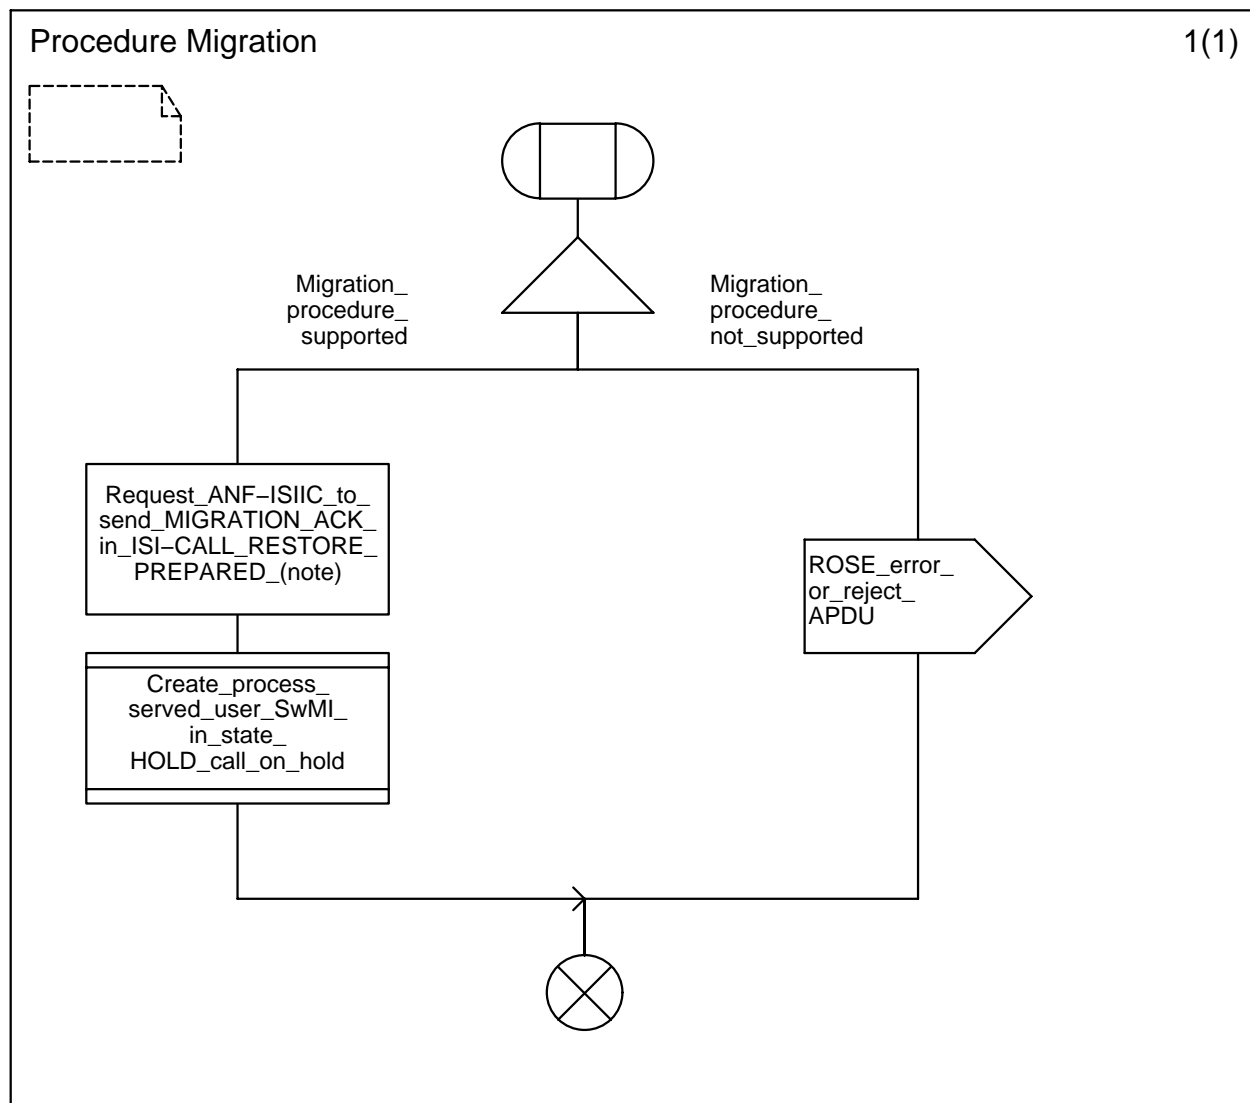 Procedure Migration
1(1)
Migration_
procedure_
supported
Migration_
procedure_
not_supported
Request_ANF–ISIIC_to_
send_MIGRATION_ACK_
in_ISI–CALL_RESTORE_
PREPARED_(note)
ROSE_error_
or_reject_
APDU
Create_process_
served_user_SwMI_
in_state_
HOLD_call_on_hold